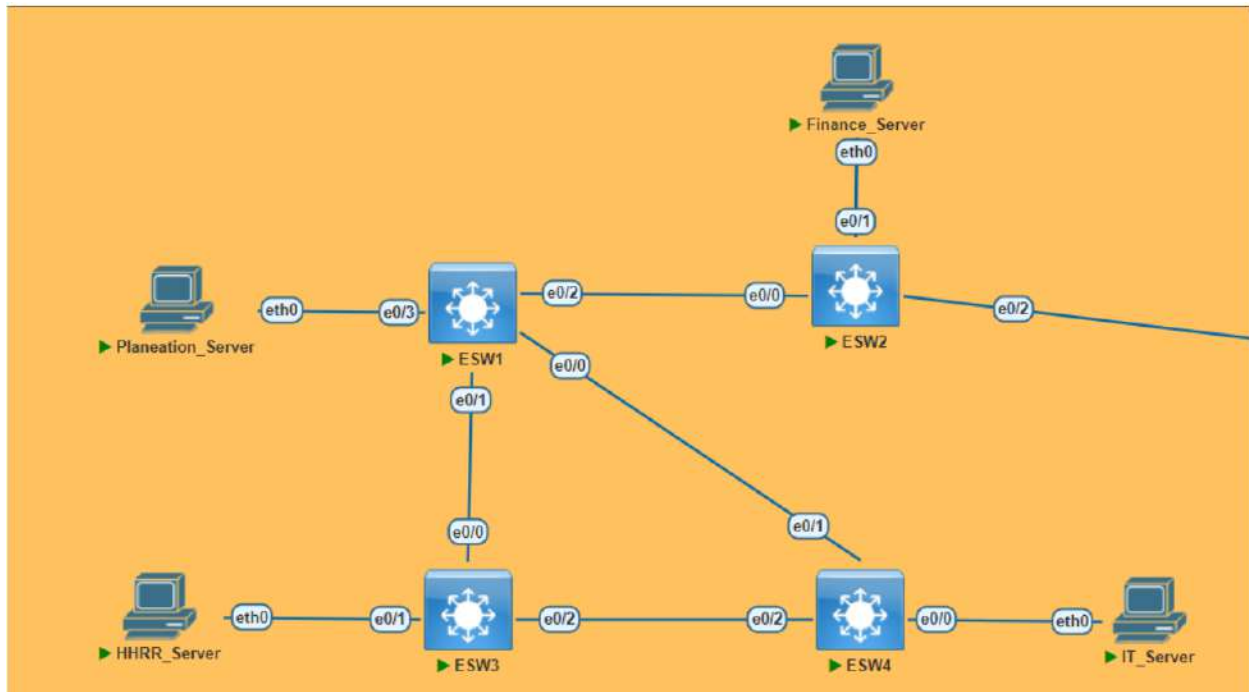 Finance_Server
eth0
e0/1
eth0
e0/3
e0/2
e0/0
e0/2
Planeation_Server
ESW1
ESW2
e0/0
e0/1
e0/0
e0/1
eth0
e0/1
e0/2
e0/2
e0/0
eth0
HHRR_Server
ESW3
ESW4
IT_Server